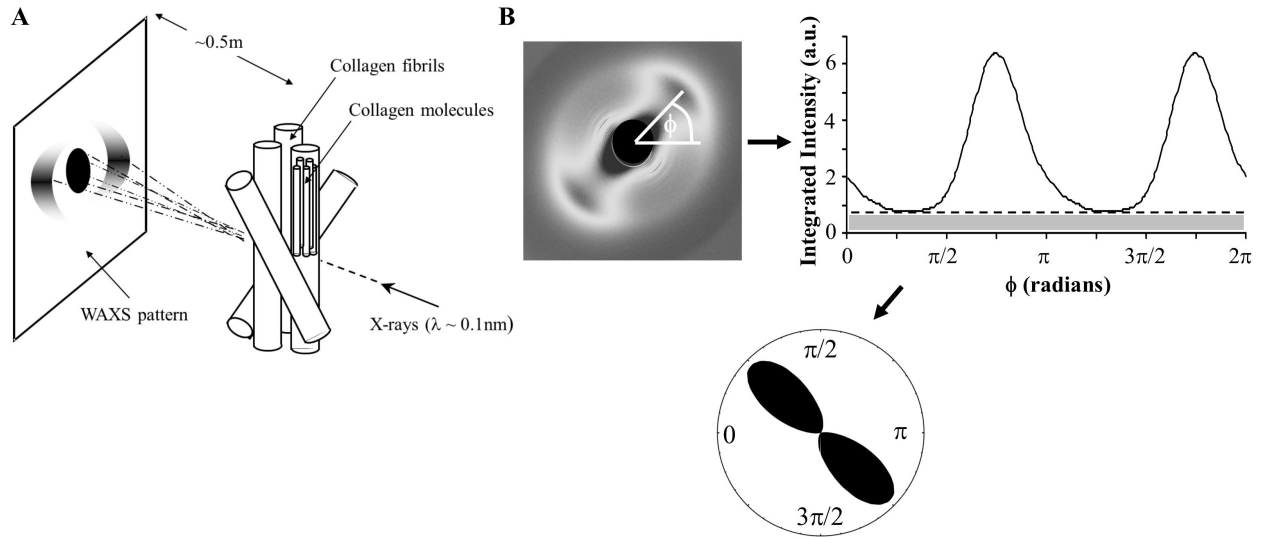 A
~0.5m
Collagen fibrils
Collagen molecules
WAXS pattern
X-rays (λ ~ 0.1nm)
B
ϕ
Integrated Intensity (a.u.)
6
4
2
0
0
π/2
π
3π/2
2π
ϕ (radians)
π/2
0
π
3π/2